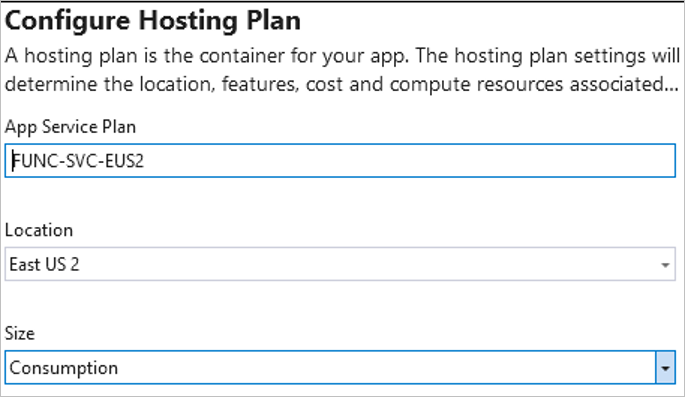 Configure Hosting Plan
A hosting plan is the container for your app. The hosting plan settings will
determine the location, features, cost and compute resources associated...
App Service Plan
FUNC-SVC-EUS2
Location
East US 2
Size
Consumption